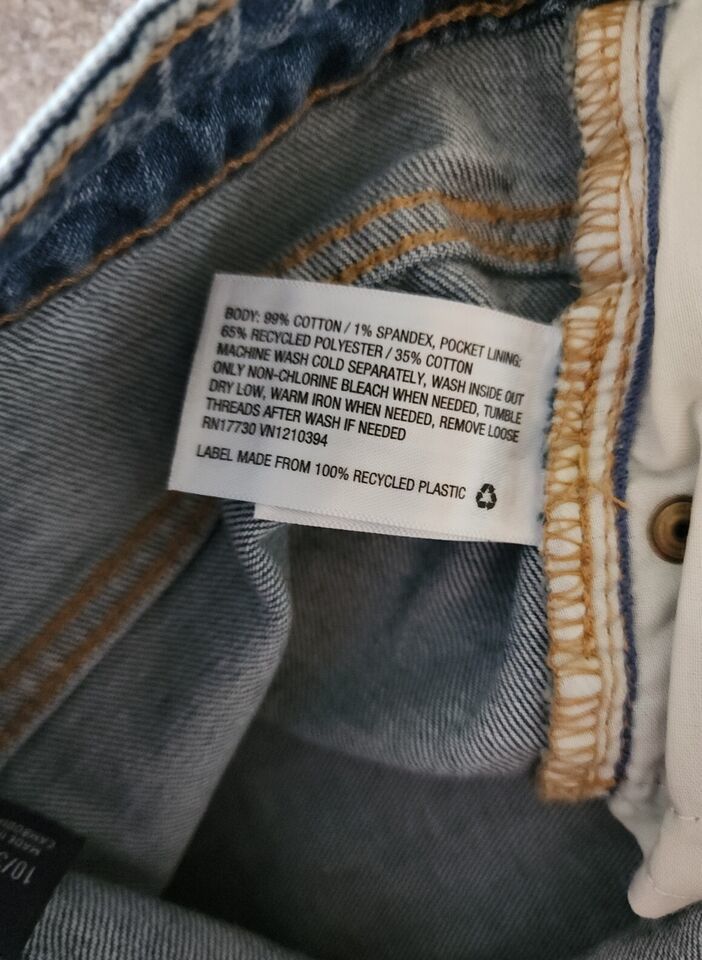 BODY: 99% COTTON / 1% SPANDEX, POCKET LINING:
65% RECYCLED POLYESTER / 35% COTTON
MACHINE WASH COLD SEPARATELY, WASH INSIDE OUT
ONLY NON-CHLORINE BLEACH WHEN NEEDED, TUMBLE
DRY LOW, WARM IRON WHEN NEEDED, REMOVE LOOSE
THREADS AFTER WASH IF NEEDED
RN17730 VN1210394
LABEL MADE FROM 100% RECYCLED PLASTIC
10/
MADE